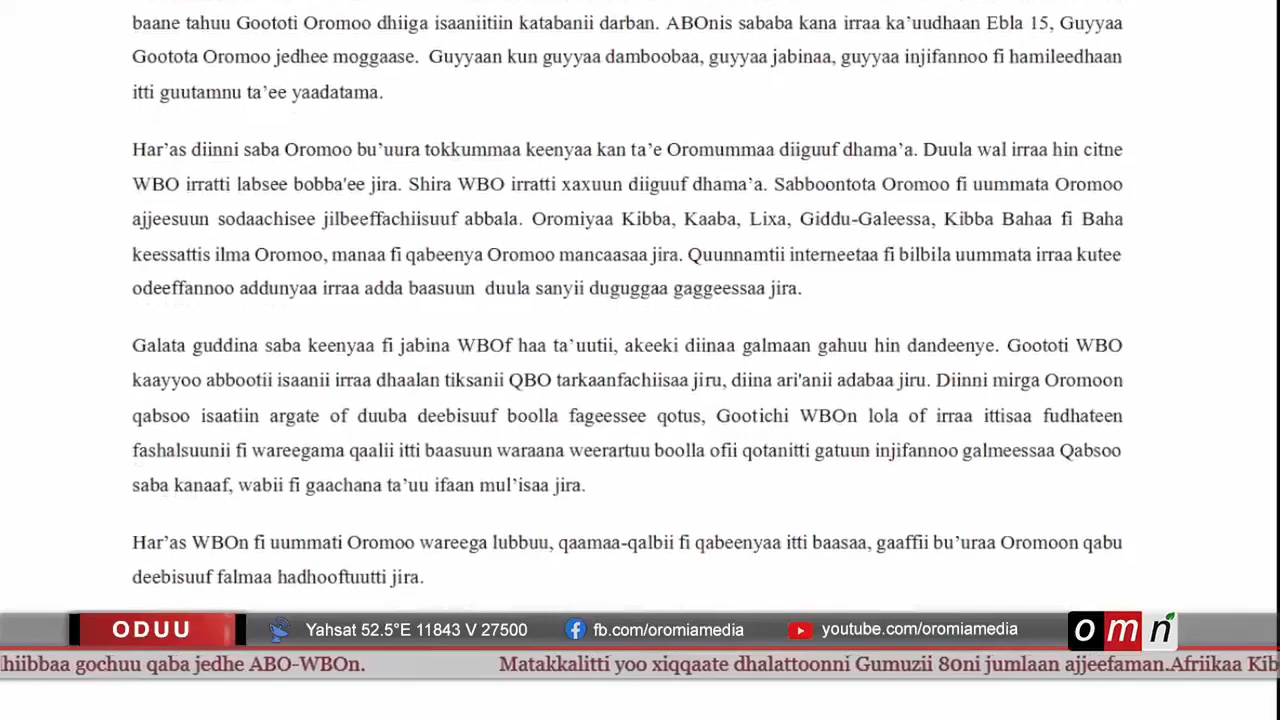 baane tahuu Goototi Oromoo dhiiga isaaniitiin katabanii darban. ABOnis sababa kana irraa ka’uudhaan Ebla 15, Guyyaa
Gootota Oromoo jedhee moggaase. Guyyaan kun guyyaa damboobaa, guyyaa jabinaa, guyyaa injifannoo fi hamileedhaan
itti guutamnu ta’ee yaadatama.
Har’as diinni saba Oromoo bu’uura tokkummaa keenyaa kan ta’e Oromummaa diiguuf dhama’a. Duula wal irraa hin citne
WBO irratti labsee bobba'ee jira. Shira WBO irratti xaxuun diiguuf dhama’a. Sabboontota Oromoo fi uummata Oromoo
ajjeesuun sodaachisee jilbeeffachiisuuf abbala. Oromiyaa Kibba, Kaaba, Lixa, Giddu-Galeessa, Kibba Bahaa fi Baha
keessattis ilma Oromoo, manaa fi qabeenya Oromoo mancaasaa jira. Quunnamtii interneetaa fi bilbila uummata irraa kutee
odeeffannoo addunyaa irraa adda baasuun duula sanyii duguggaa gaggeessaa jira.
Galata guddina saba keenyaa fi jabina WBOf haa ta’uutii, akeeki diinaa galmaan gahuu hin dandeenye. Goototi WBO
kaayyoo abbootii isaanii irraa dhaalan tiksanii QBO tarkaanfachiisaa jiru, diina ari'anii adabaa jiru. Diinni mirga Oromoon
qabsoo isaatiin argate of duuba deebisuuf boolla fageessee qotus, Gootichi WBOn lola of irraa ittisaa fudhateen
fashalsuunii fi wareegama qaalii itti baasuun waraana weerartuu boolla ofii qotanitti gatuun injifannoo galmeessaa Qabsoo
saba kanaaf, wabii fi gaachana ta’uu ifaan mul’isaa jira.
Har’as WBOn fi uummati Oromoo wareega lubbuu, qaamaa-qalbii fi qabeenyaa itti baasaa, gaaffii bu’uraa Oromoon qabu
deebisuuf falmaa hadhooftuutti jira.
ODUU Yahsat 52.5°E 11843 V 27500 fb.com/oromiamedia youtube.com/oromiamedia omn
hiibbaa gochuu qaba jedhe ABO-WBOn. Matakkalitti yoo xiqqaate dhalattoonni Gumuzii 80ni jumlaan ajjeefaman.Afriikaa Kib